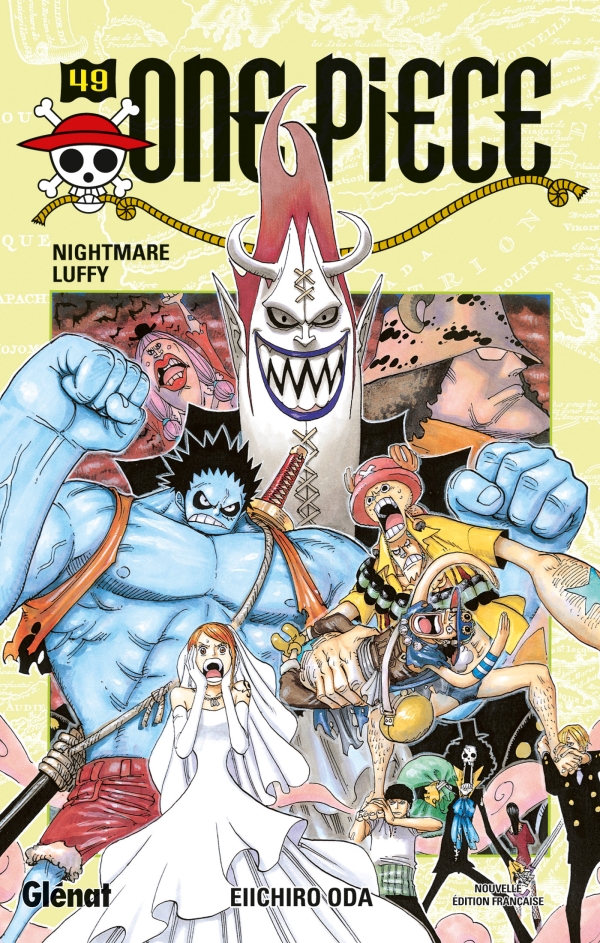 49
ONE PIECE
NIGHTMARE
LUFFY
Glénat
EIICHIRO ODA
NOUVELLE
ÉDITION FRANÇAISE